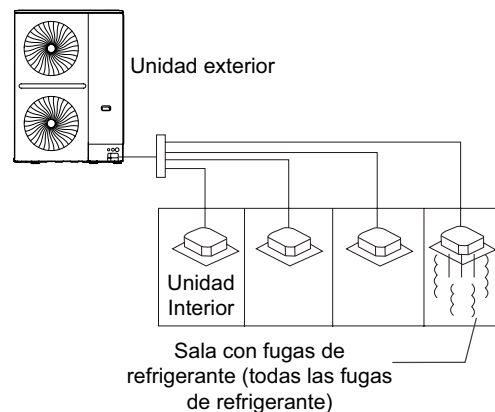 Unidad exterior
Unidad
Interior
Sala con fugas de
refrigerante (todas las fugas
de refrigerante)